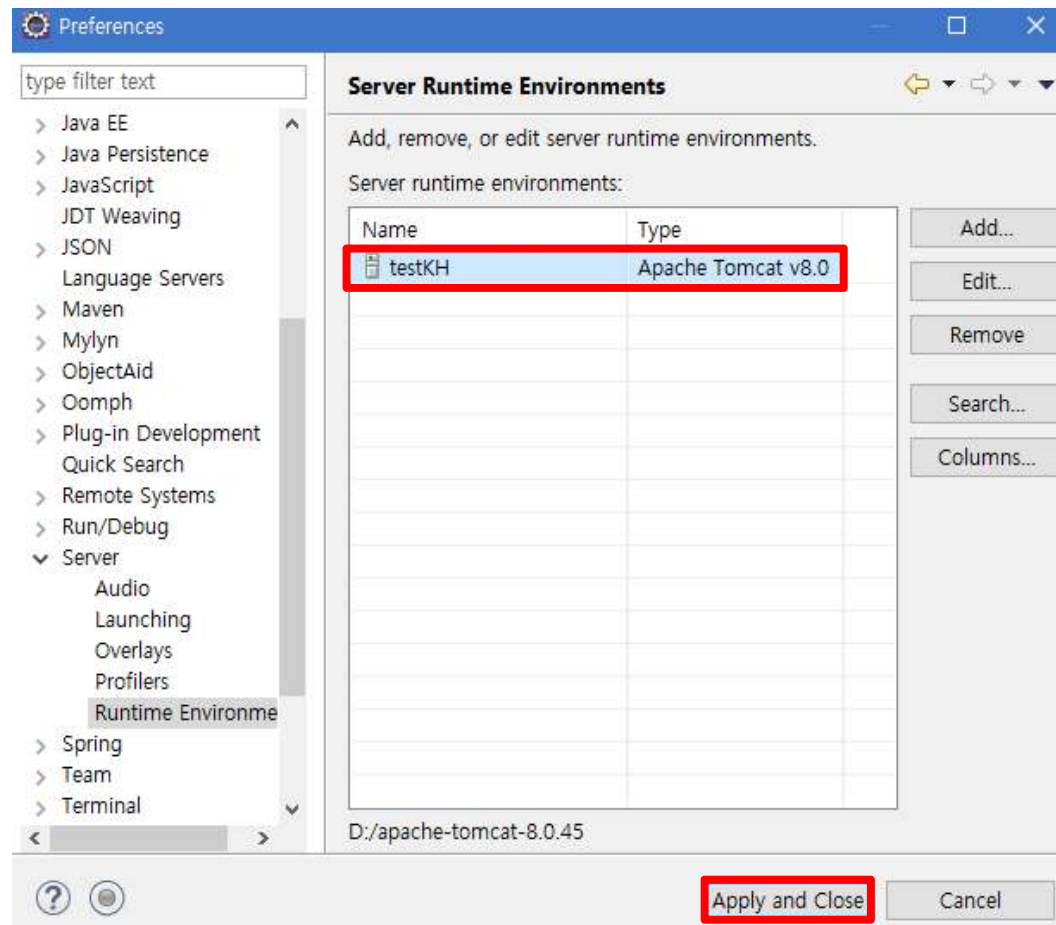 Preferences
type filter text
Java EE
Java Persistence
JavaScript
JDT Weaving
JSON
Language Servers
Maven
Mylyn
ObjectAid
Oomph
Plug-in Development
Quick Search
Remote Systems
Run/Debug
Server
Audio
Launching
Overlays
Profilers
Runtime Environme
Spring
Team
Terminal
Server Runtime Environments
Add, remove, or edit server runtime environments.
Server runtime environments:
Name Type
testKH Apache Tomcat v8.0
D:/apache-tomcat-8.0.45
Add...
Edit...
Remove
Search...
Columns...
Apply and Close
Cancel